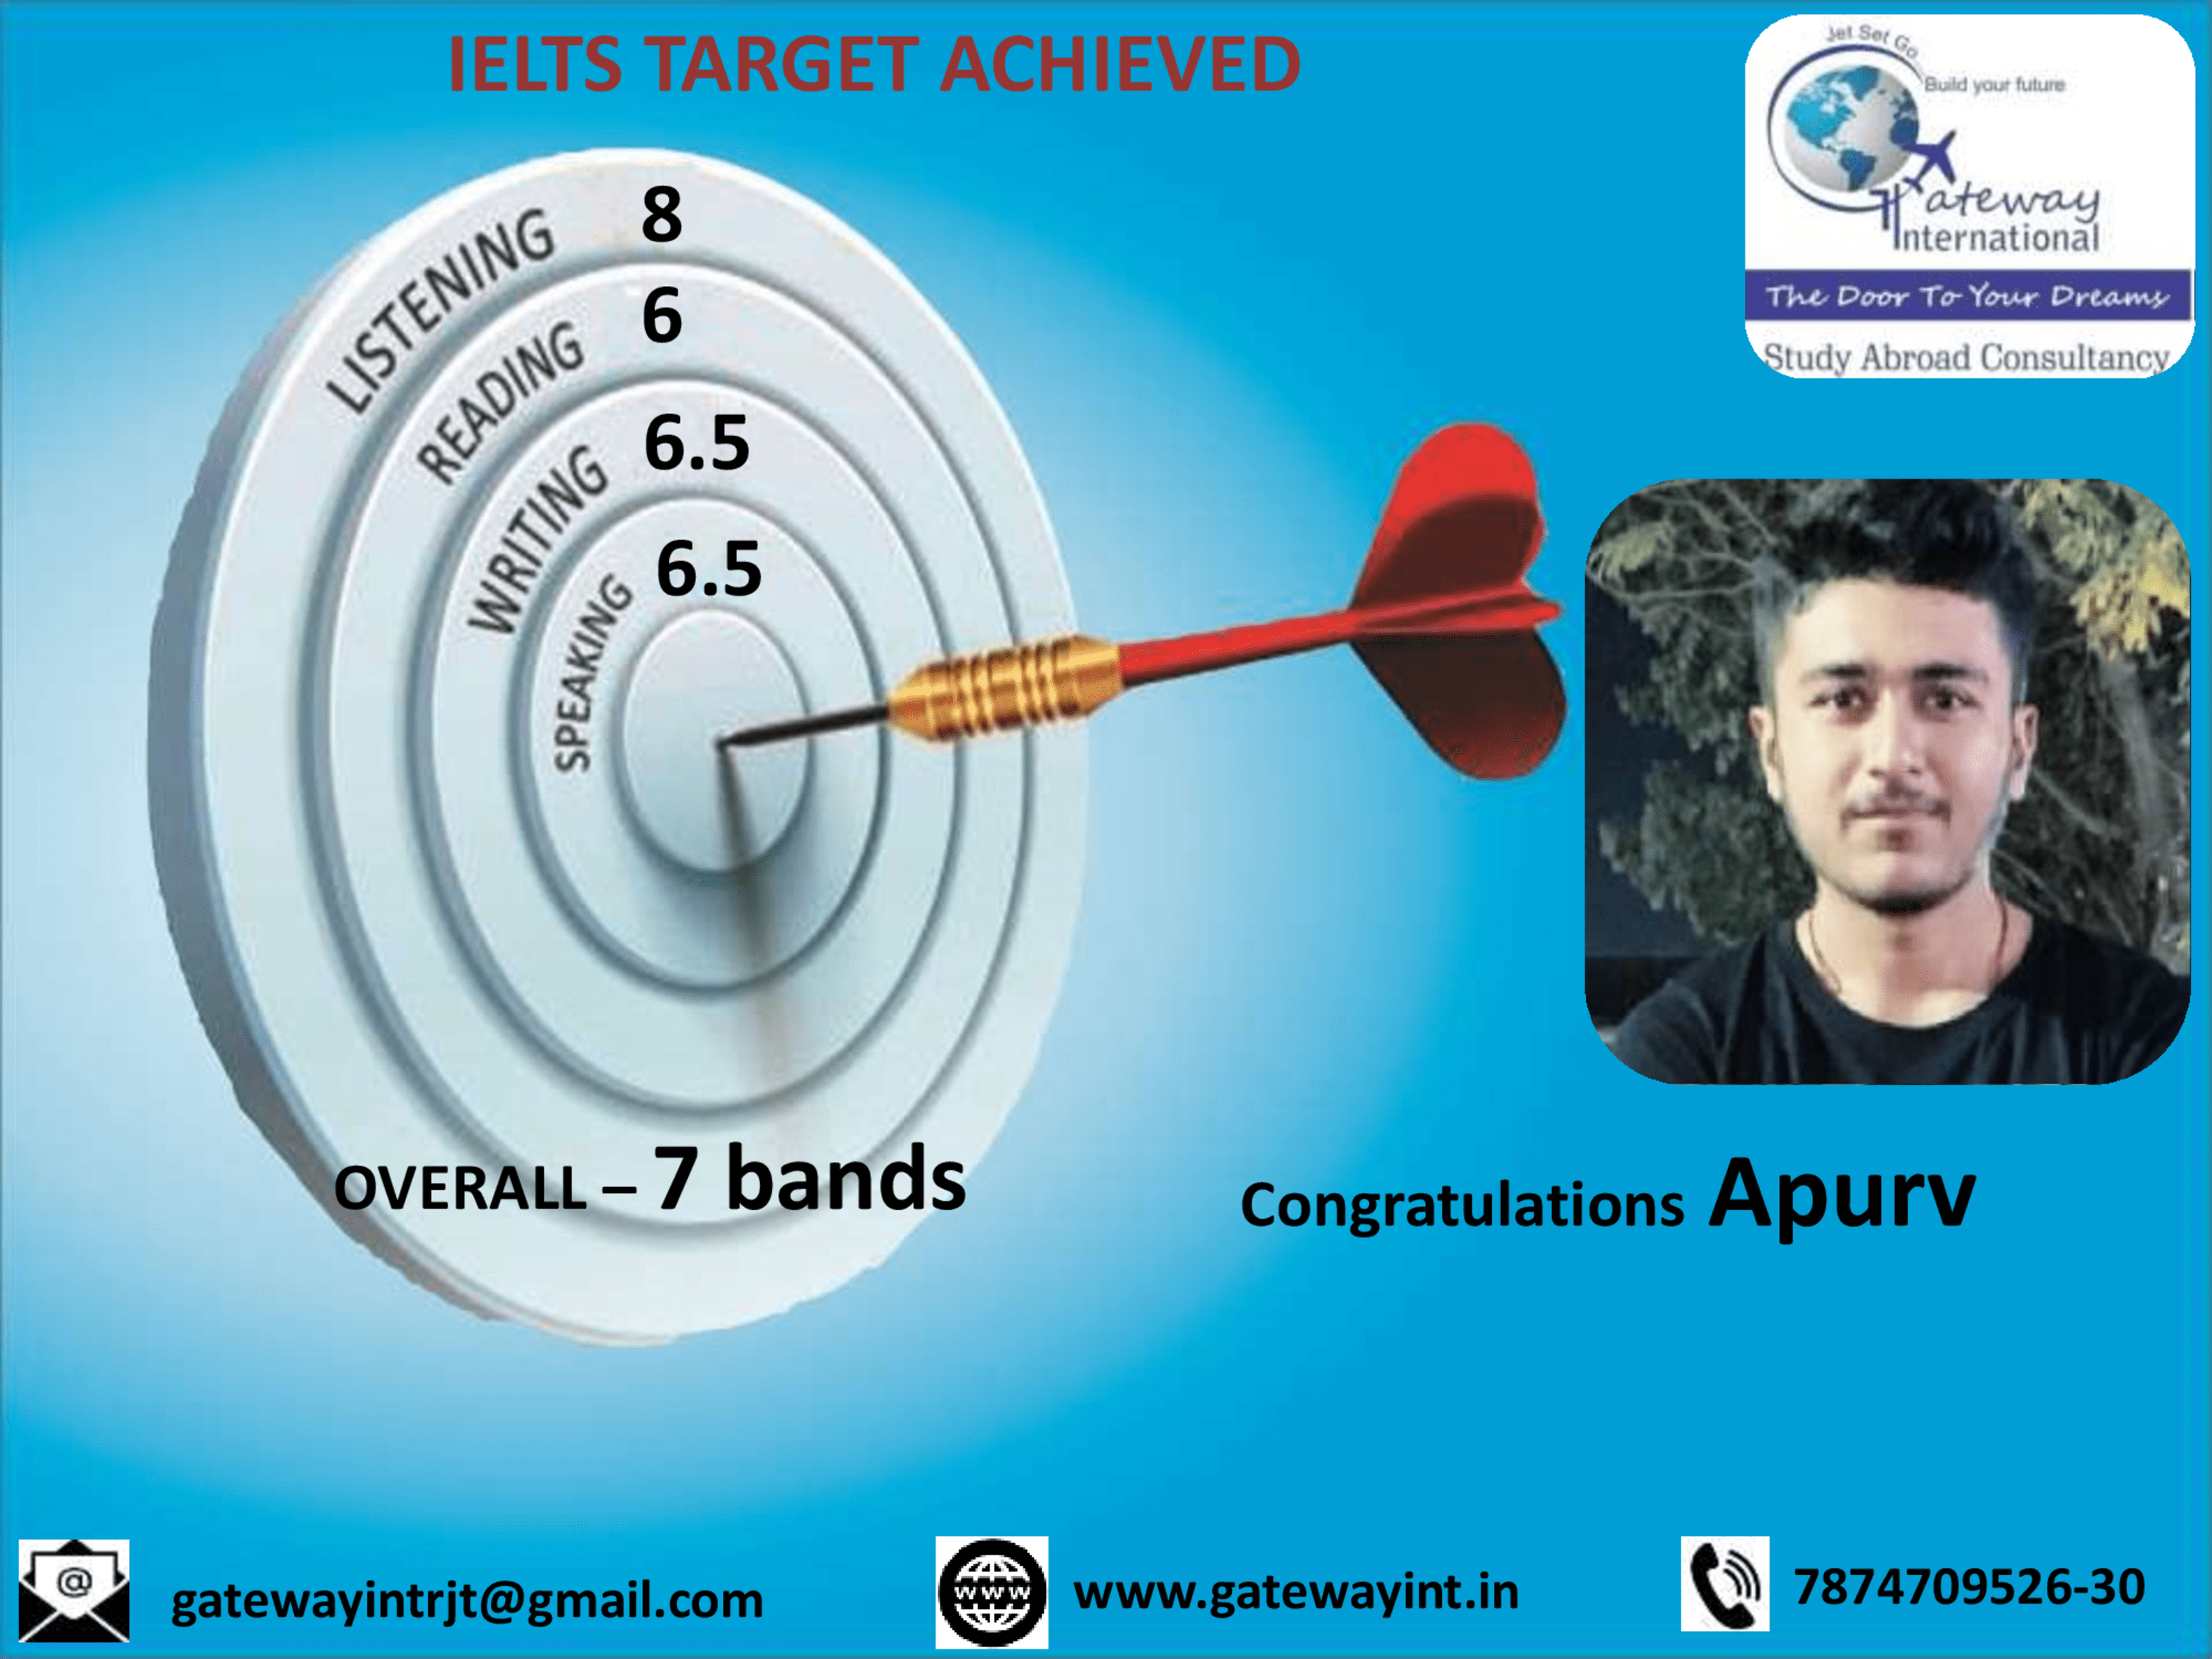 IELTS TARGET ACHIEVED
Jet Set Go
Build your future
Gateway
International
The Door To Your Dreams
Study Abroad Consultancy
LISTENING 8
READING 6
WRITING 6.5
SPEAKING 6.5
OVERALL – 7 bands
Congratulations Apurv
@ gatewayintrjt@gmail.com
www www.gatewayint.in
7874709526-30